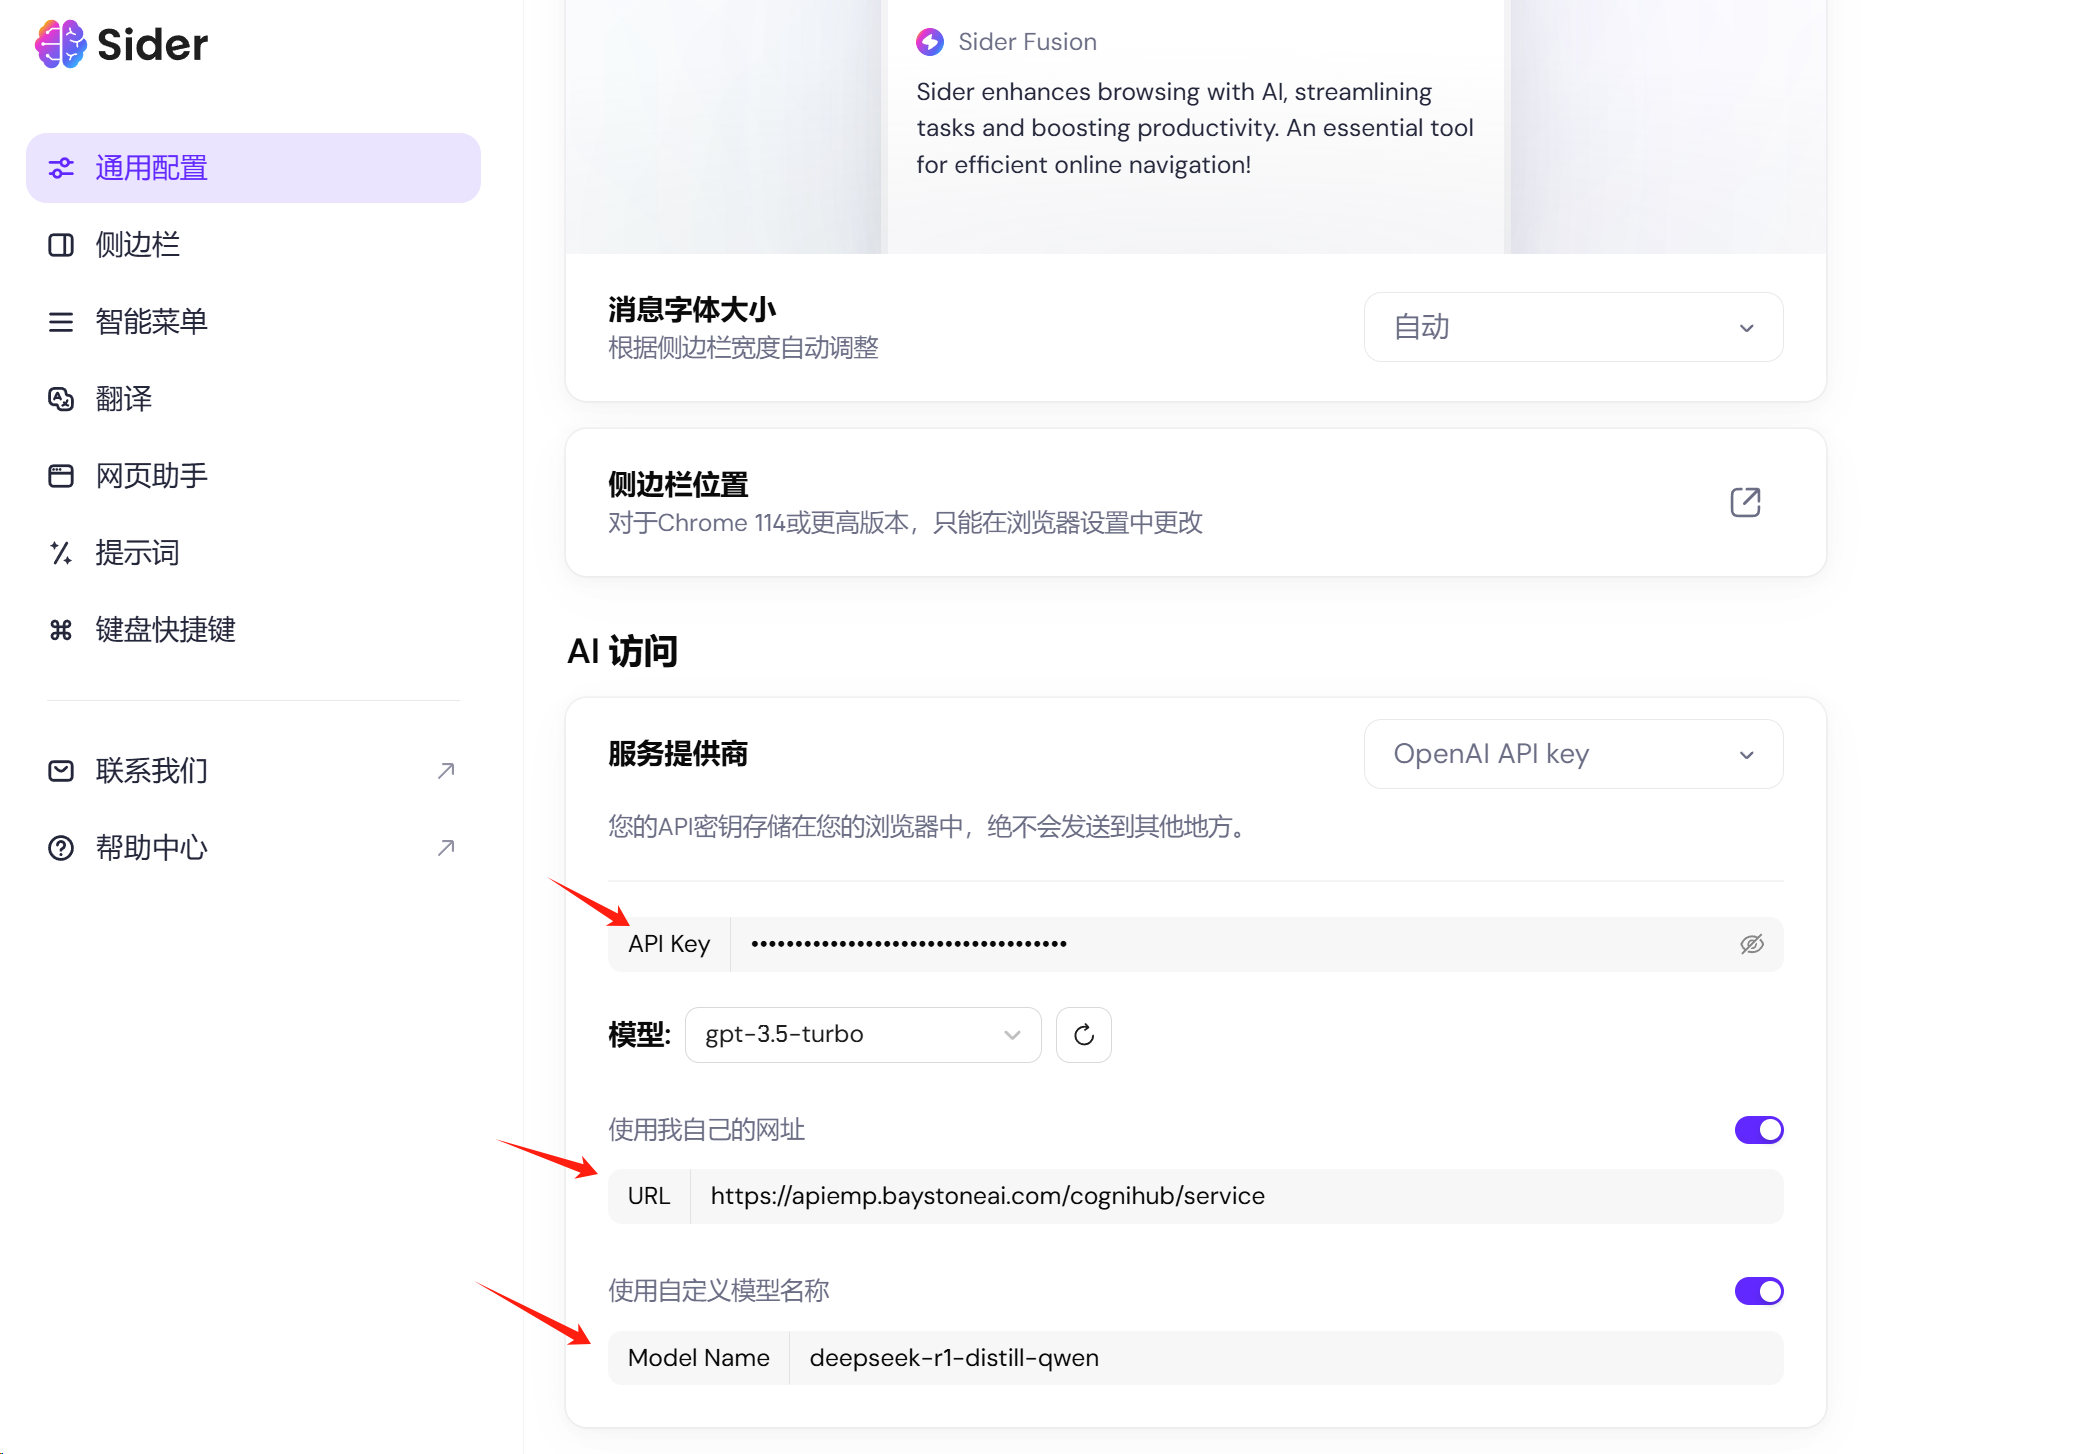 Sider
通用配置
侧边栏
智能菜单
翻译
网页助手
提示词
键盘快捷键
联系我们
帮助中心
Sider Fusion
Sider enhances browsing with AI, streamlining
tasks and boosting productivity. An essential tool
for efficient online navigation!
消息字体大小
根据侧边栏宽度自动调整
自动
侧边栏位置
对于Chrome 114或更高版本，只能在浏览器设置中更改
AI 访问
服务提供商
OpenAI API key
您的API密钥存储在您的浏览器中，绝不会发送到其他地方。
API Key ••••••••••••••••••••••••••••••••••••
模型: gpt-3.5-turbo
使用我自己的网址
URL https://apiemp.baystoneai.com/cognihub/service
使用自定义模型名称
Model Name deepseek-r1-distill-qwen